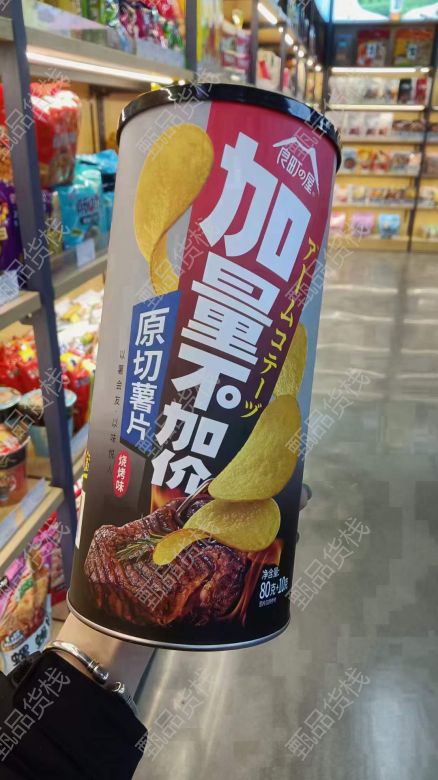 良町の屋
加量不加价
アームコテージ
原切薯片
以薯会友·以味悦人
烧烤味
净含量:
80克+10克
甄品货栈